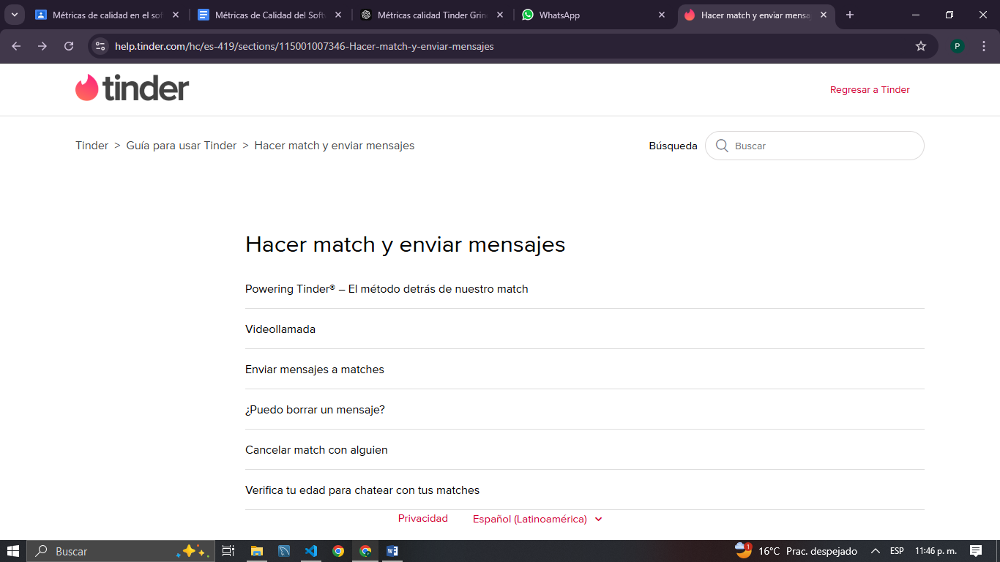 Métricas de calidad en el sof
Métricas de Calidad del Soft
Métricas calidad Tinder Grin
WhatsApp
Hacer match y enviar mensa
help.tinder.com/hc/es-419/sections/115001007346-Hacer-match-y-enviar-mensajes
P
tinder
Regresar a Tinder
Tinder > Guía para usar Tinder > Hacer match y enviar mensajes
Búsqueda
Buscar
Hacer match y enviar mensajes
Powering Tinder® – El método detrás de nuestro match
Videollamada
Enviar mensajes a matches
¿Puedo borrar un mensaje?
Cancelar match con alguien
Verifica tu edad para chatear con tus matches
Privacidad
Español (Latinoamérica)
Buscar
1
16°C Prac. despejado
ESP
11:46 p. m.